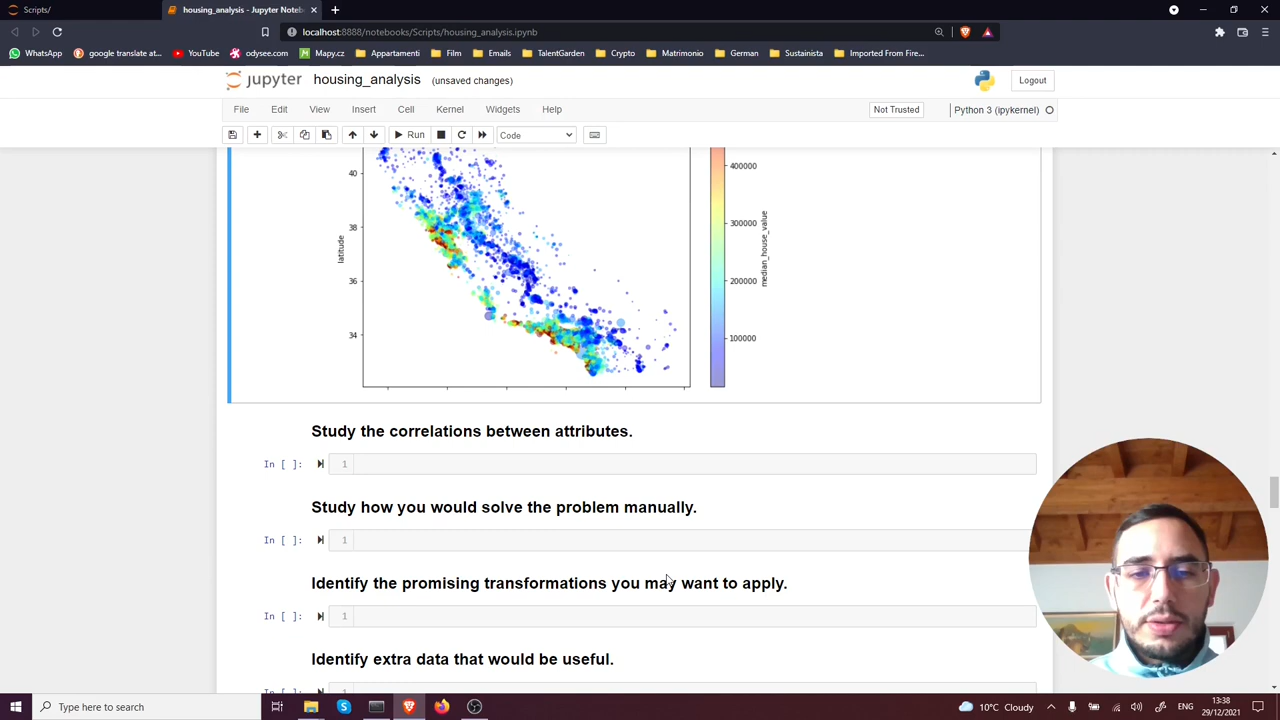 Scripts/
housing_analysis - Jupyter Noteb
localhost:8888/notebooks/Scripts/housing_analysis.ipynb
WhatsApp
google translate at...
YouTube
odysee.com
Mapy.cz
Appartamenti
Film
Emails
TalentGarden
Crypto
Matrimonio
German
Sustainista
Imported From Fire...
jupyter housing_analysis (unsaved changes)
Logout
File Edit View Insert Cell Kernel Widgets Help
Not Trusted
Python 3 (ipykernel)
Run
Code
40
38
36
34
latitude
400000
300000
200000
100000
median_house_value
Study the correlations between attributes.
In [ ]: 1
Study how you would solve the problem manually.
In [ ]: 1
Identify the promising transformations you may want to apply.
In [ ]: 1
Identify extra data that would be useful.
Type here to search
10°C Cloudy
ENG
13:38
29/12/2021